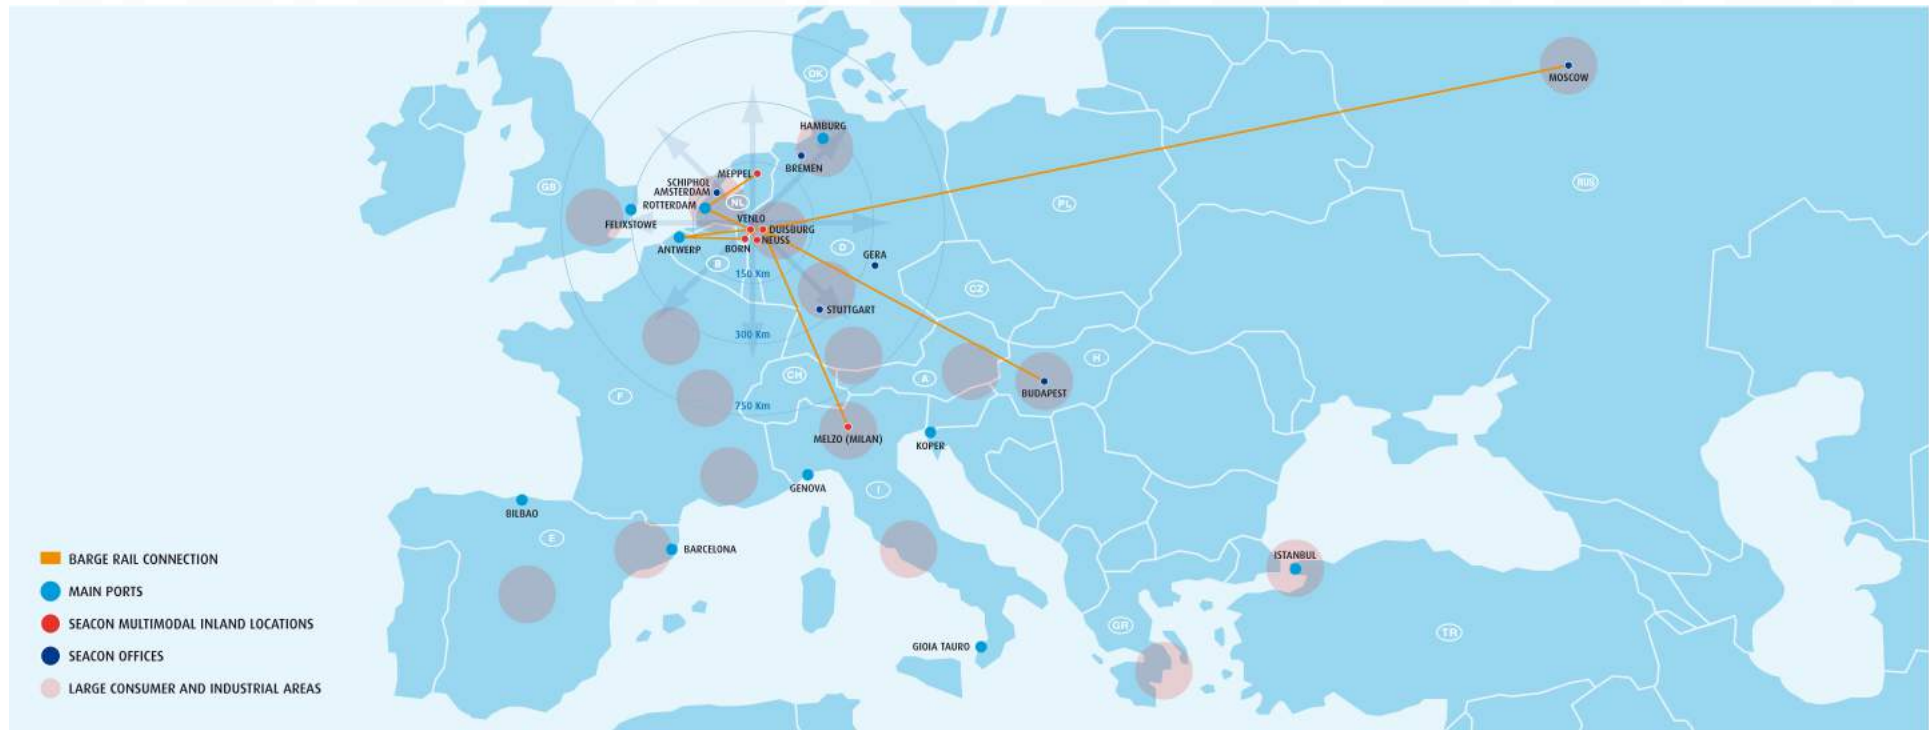 MOSCOW
DK
HAMBURG
BREMEN
MEPPEL
SCHIPHOL
AMSTERDAM
ROTTERDAM
NL
GB
RUS
PL
FELIXSTOWE
VENLO
DUISBURG
NEUSS
BORN
ANTWERP
D
B
GERA
150 Km
CZ
STUTTGART
300 Km
H
CH
A
F
BUDAPEST
750 Km
MELZO (MILAN)
KOPER
GENOVA
I
BILBAO
E
BARCELONA
ISTANBUL
GR
TR
GIOIA TAURO
BARGE RAIL CONNECTION
MAIN PORTS
SEACON MULTIMODAL INLAND LOCATIONS
SEACON OFFICES
LARGE CONSUMER AND INDUSTRIAL AREAS